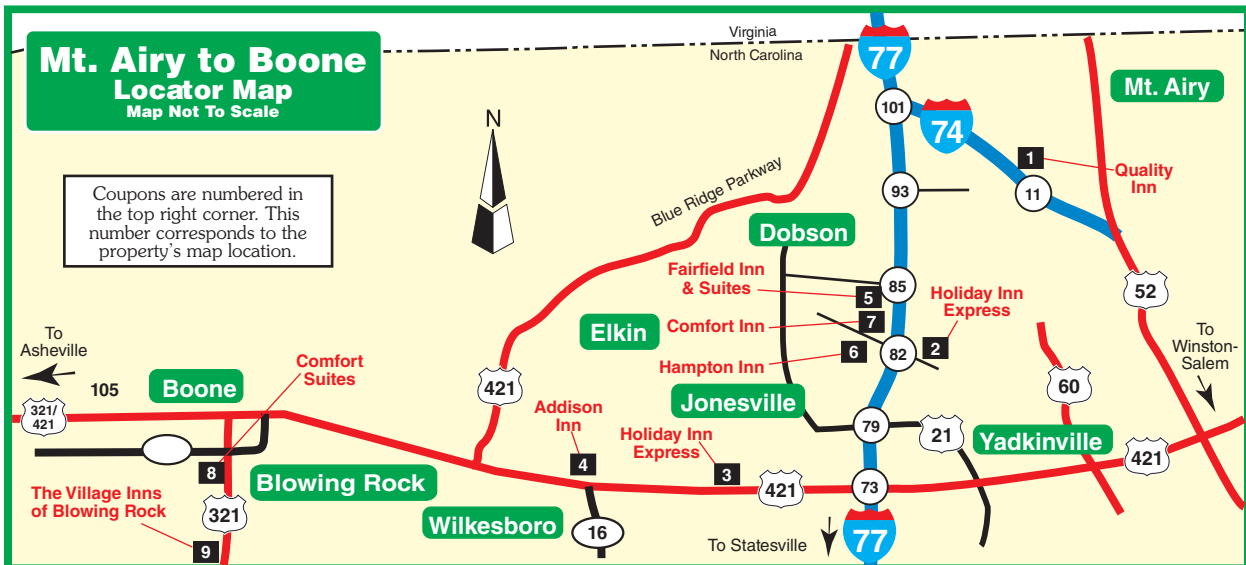 Mt. Airy to Boone
Locator Map
Map Not To Scale
Virginia
North Carolina
77
Mt. Airy
101
74
N
1
Quality
Inn
Coupons are numbered in
the top right corner. This
number corresponds to the
property's map location.
Blue Ridge Parkway
93
11
Dobson
Fairfield Inn
& Suites
5
85
Holiday Inn
Express
52
Elkin
Comfort Inn
7
2
82
6
Hampton Inn
To
Winston-
Salem
To
Asheville
105
Boone
Comfort
Suites
421
60
321/
421
Addison
Inn
Jonesville
79
21
Yadkinville
Holiday Inn
Express
4
3
421
8
Blowing Rock
421
73
The Village Inns
of Blowing Rock
321
Wilkesboro
16
9
To Statesville
77